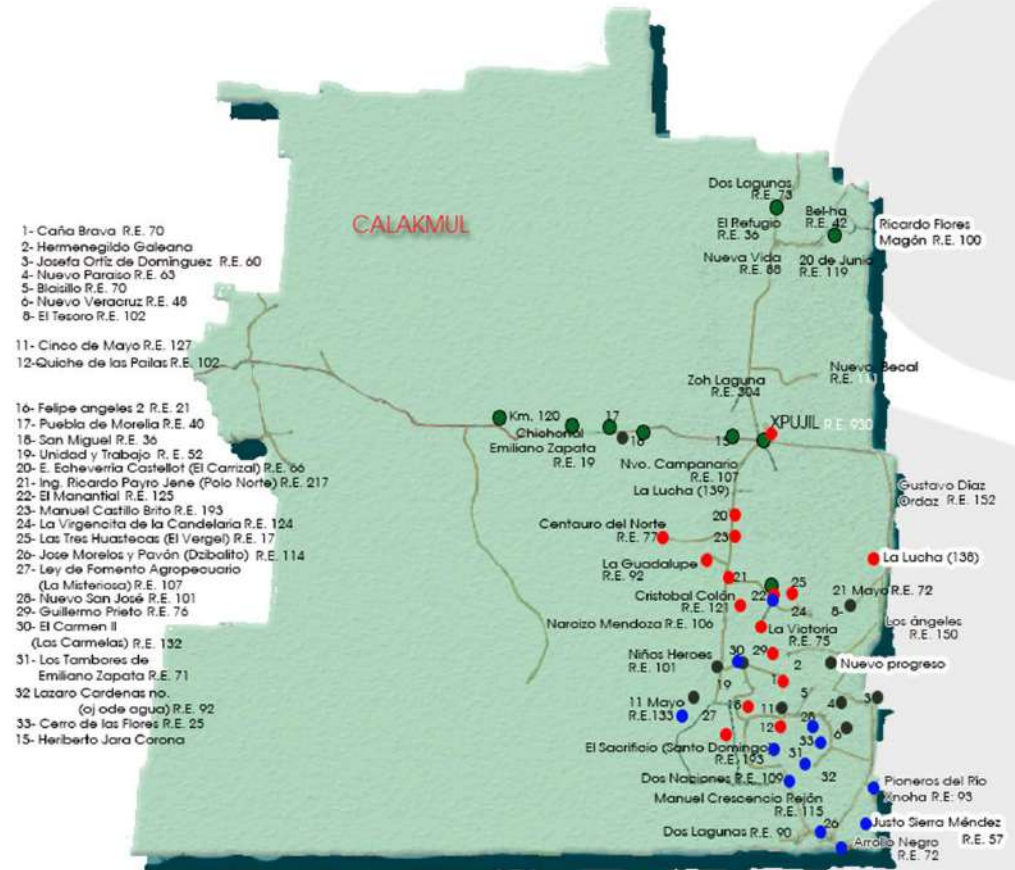 CALAKMUL
1- Caña Brava R.E. 70
2- Hermenegildo Galeana
3- Josefa Ortiz de Dominguez R.E. 60
4- Nuevo Paraiso R.E. 63
5- Blaisillo R.E. 70
6- Nuevo Veracruz R.E. 48
8- El Tesoro R.E. 102
11- Cinco de Mayo R.E. 127
12-Quiche de las Pailas R.E. 102
16- Felipe angeles 2 R.E. 21
17- Puebla de Morelia R.E. 40
18- San Miguel R.E. 36
19- Unidad y Trabajo R.E. 52
20- E. Echeverria Castellot (El Carrizal) R.E. 66
21- Ing. Ricardo Payro Jene (Polo Norte) R.E. 217
22- El Manantial R.E. 125
23- Manuel Castillo Brito R.E. 193
24- La Virgencita de la Candelaria R.E. 124
25- Las Tres Huastecas (El Vergel) R.E. 17
26- Jose Morelos y Pavón (Dzibalito) R.E. 114
27- Ley de Fomento Agropecuario
(La Misteriosa) R.E. 107
28- Nuevo San José R.E. 101
29- Guillermo Prieto R.E. 76
30- El Carmen II
(Las Carmelas) R.E. 132
31- Los Tambores de
Emiliano Zapata R.E. 71
32 Lazaro Cardenas no.
(oj ode agua) R.E. 92
33- Cerro de las Flores R.E. 25
15- Heriberto Jara Corona
Dos Lagunas
R.E. 73
El Refugio
R.E. 36
Bel-ha
R.E. 42
Ricardo Flores
Magón R.E. 100
Nueva Vida
R.E. 88
20 de Junio
R.E. 119
Nuevo Becal
R.E. 111
Zoh Laguna
R.E. 304
XPUJIL R.E. 930
Km. 120
17
Chichonal
Emiliano Zapata
R.E. 19
18
15
Nvo. Campanario
R.E. 107
La Lucha (139)
Gustavo Diaz
Ordaz R.E. 152
20
Centauro del Norte
R.E. 77
23
La Lucha (138)
La Guadalupe
R.E. 92
21
25
21 Mayo R.E. 72
Cristobal Colón
R.E. 121
22
24
8-
Narcizo Mendoza R.E. 106
La Victoria
R.E. 75
Los ángeles
R.E. 150
Niños Heroes
R.E. 101
30
29
2
Nuevo progreso
19
1
5
11 Mayo
R.E.133
27
16
11
4
3
12
28
6
El Sacrificio (Santo Domingo)
R.E. 193
33
31
32
Dos Naciones R.E. 109
Manuel Crescencio Rejón
R.E. 115
Pioneros del Río
Xnoha R.E. 93
Dos Lagunas R.E. 90
26
Justo Sierra Méndez
R.E. 57
Arrollo Negro
R.E. 72